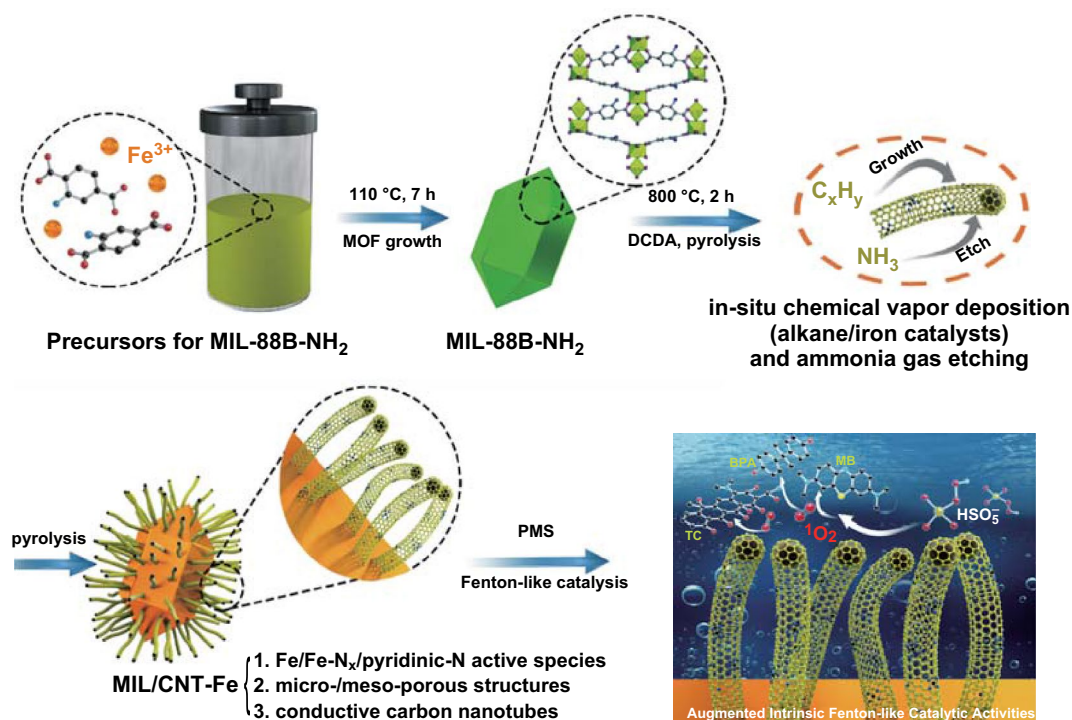 Fe³⁺
110 °C, 7 h
MOF growth
800 °C, 2 h
DCDA, pyrolysis
Growth
CₓHᵧ
NH₃
Etch
Precursors for MIL-88B-NH₂
MIL-88B-NH₂
in-situ chemical vapor deposition
(alkane/iron catalysts)
and ammonia gas etching
pyrolysis
PMS
Fenton-like catalysis
MIL/CNT-Fe
1. Fe/Fe-Nₓ/pyridinic-N active species
2. micro-/meso-porous structures
3. conductive carbon nanotubes
BPA
MB
TC
¹O₂
HSO₅⁻
Augmented Intrinsic Fenton-like Catalytic Activities